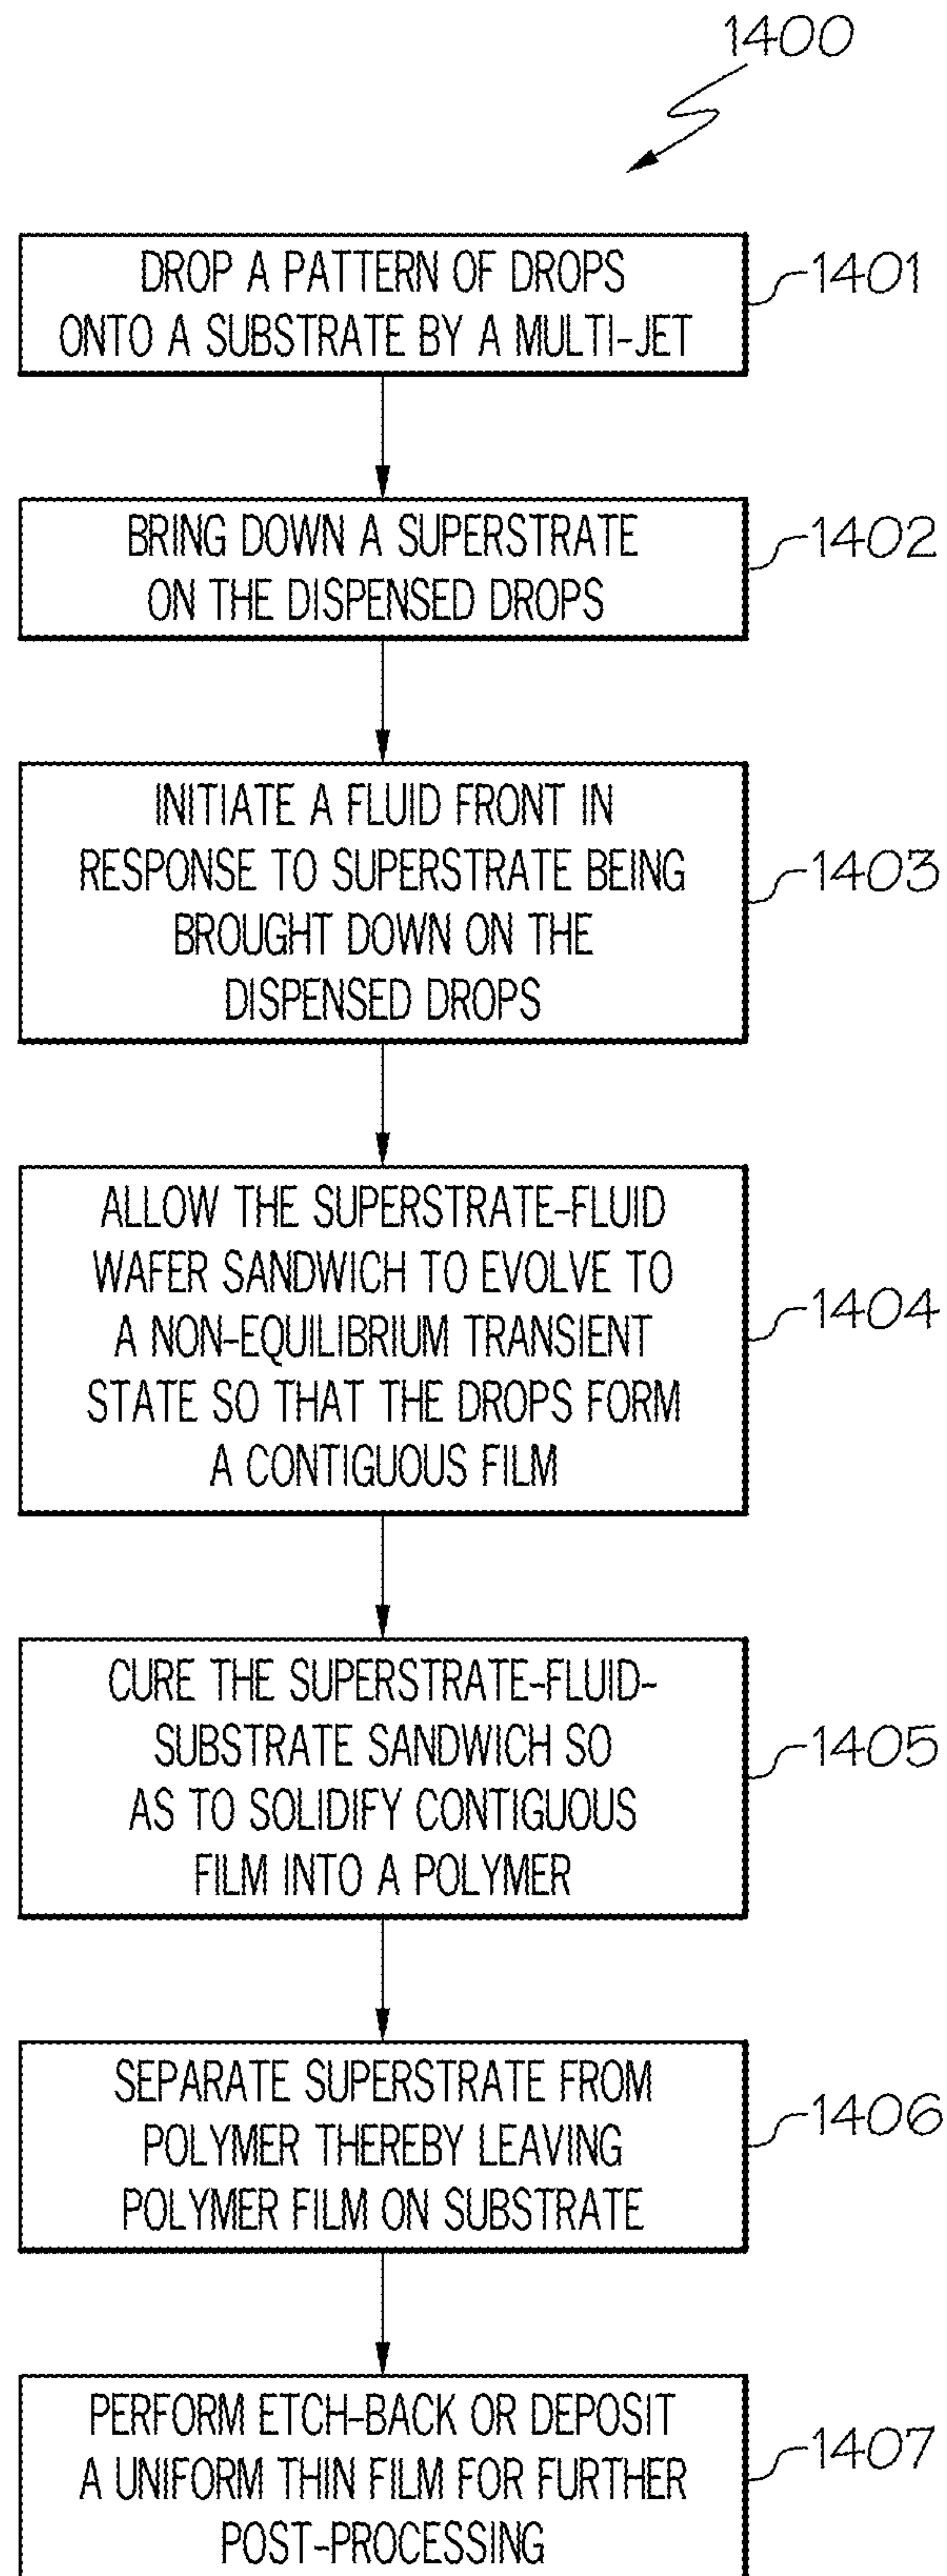 1400
DROP A PATTERN OF DROPS
ONTO A SUBSTRATE BY A MULTI-JET
1401
BRING DOWN A SUPERSTRATE
ON THE DISPENSED DROPS
1402
INITIATE A FLUID FRONT IN
RESPONSE TO SUPERSTRATE BEING
BROUGHT DOWN ON THE
DISPENSED DROPS
1403
ALLOW THE SUPERSTRATE-FLUID
WAFER SANDWICH TO EVOLVE TO
A NON-EQUILIBRIUM TRANSIENT
STATE SO THAT THE DROPS FORM
A CONTIGUOUS FILM
1404
CURE THE SUPERSTRATE-FLUID-
SUBSTRATE SANDWICH SO
AS TO SOLIDIFY CONTIGUOUS
FILM INTO A POLYMER
1405
SEPARATE SUPERSTRATE FROM
POLYMER THEREBY LEAVING
POLYMER FILM ON SUBSTRATE
1406
PERFORM ETCH-BACK OR DEPOSIT
A UNIFORM THIN FILM FOR FURTHER
POST-PROCESSING
1407